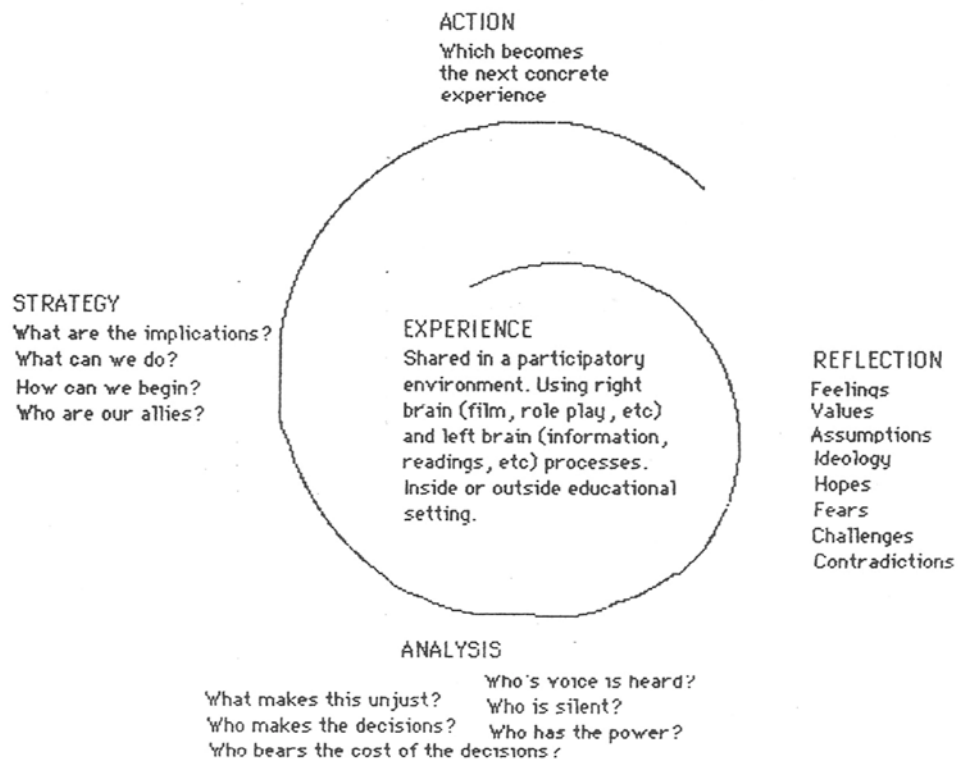 ACTION
Which becomes
the next concrete
experience
STRATEGY
What are the implications?
What can we do?
How can we begin?
Who are our allies?
EXPERIENCE
Shared in a participatory
environment. Using right
brain (film, role play, etc)
and left brain (information,
readings, etc) processes.
Inside or outside educational
setting.
REFLECTION
Feelings
Values
Assumptions
Ideology
Hopes
Fears
Challenges
Contradictions
ANALYSIS
What makes this unjust?
Who makes the decisions?
Who bears the cost of the decisions?
Who's voice is heard?
Who is silent?
Who has the power?